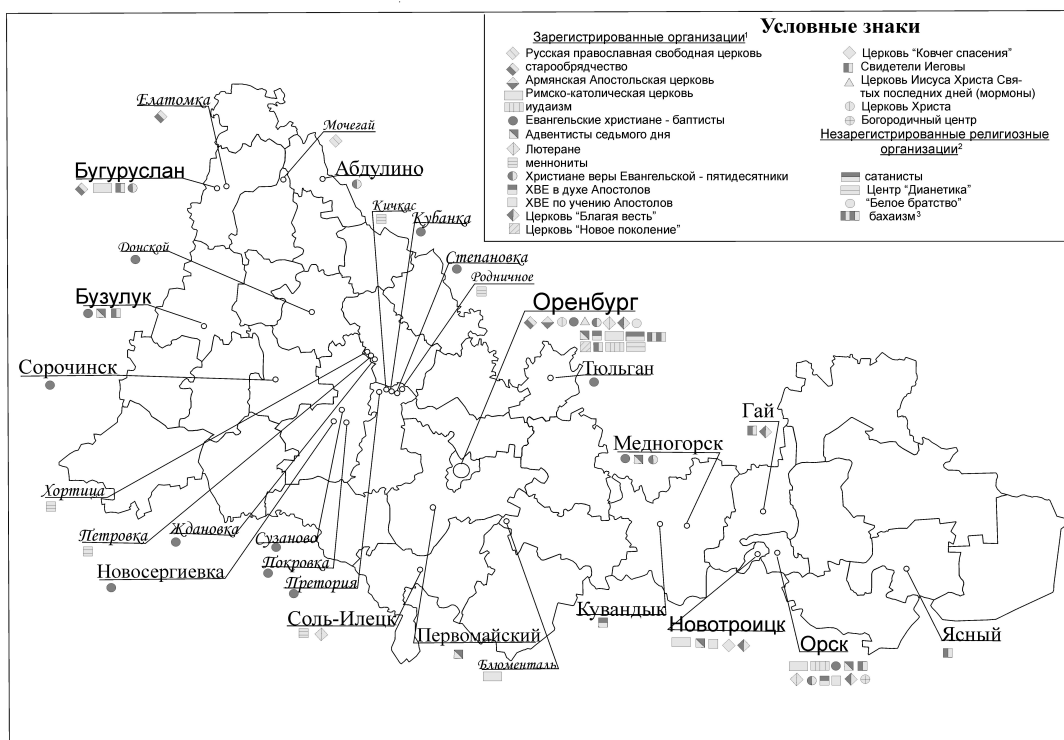 Условные знаки
Зарегистрированные организации¹
Русская православная свободная церковь
старообрядчество
Армянская Апостольская церковь
Римско-католическая церковь
иудаизм
Евангельские христиане - баптисты
Адвентисты седьмого дня
Лютеране
меннониты
Христиане веры Евангельской - пятидесятники
ХВЕ в духе Апостолов
ХВЕ по учению Апостолов
Церковь "Благая весть"
Церковь "Новое поколение"
Церковь "Ковчег спасения"
Свидетели Иеговы
Церковь Иисуса Христа Свя-
тых последних дней (мормоны)
Церковь Христа
Богородичный центр
Незарегистрированные религиозные
организации²
сатанисты
Центр "Дианетика"
"Белое братство"
бахаизм³
Елатомка
Мочегай
Бугуруслан
Абдулино
Кичкас
Кубанка
Донской
Степановка
Родничное
Бузулук
Оренбург
Сорочинск
Тюльган
Гай
Медногорск
Хортица
Петровка
Ждановка
Сузаново
Новосергиевка
Покровка
Претория
Соль-Илецк
Первомайский
Блюменталь
Кувандык
Новотроицк
Орск
Ясный